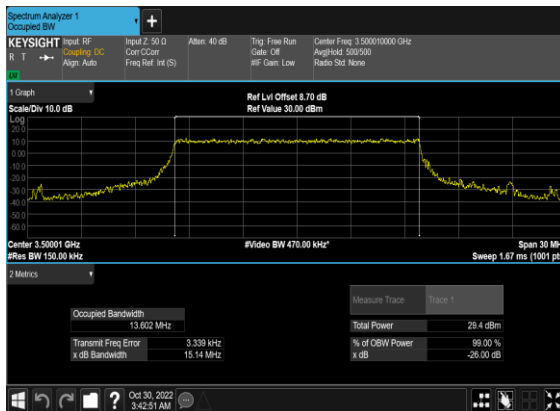 Spectrum Analyzer 1
Occupied BW
KEYSIGHT
R T
Input: RF
Coupling: DC
Align: Auto
Input Z: 50 Ω
Corr CCorr
Freq Ref: Int (S)
Atten: 40 dB
Trig: Free Run
Gate: Off
#IF Gain: Low
Center Freq: 3.500010000 GHz
Avg|Hold: 500/500
Radio Std: None
1 Graph
Scale/Div 10.0 dB
Ref Lvl Offset 8.70 dB
Ref Value 30.00 dBm
Log
20.0
10.0
0.00
-10.0
-20.0
-30.0
-40.0
-50.0
-60.0
Center 3.50001 GHz
#Res BW 150.00 kHz
#Video BW 470.00 kHz*
Span 30 MH
Sweep 1.67 ms (1001 pts
2 Metrics
Measure Trace
Trace 1
Occupied Bandwidth
13.602 MHz
Total Power
29.4 dBm
Transmit Freq Error
3.339 kHz
% of OBW Power
99.00 %
x dB Bandwidth
15.14 MHz
x dB
-26.00 dB
?
Oct 30, 2022
3:42:51 AM